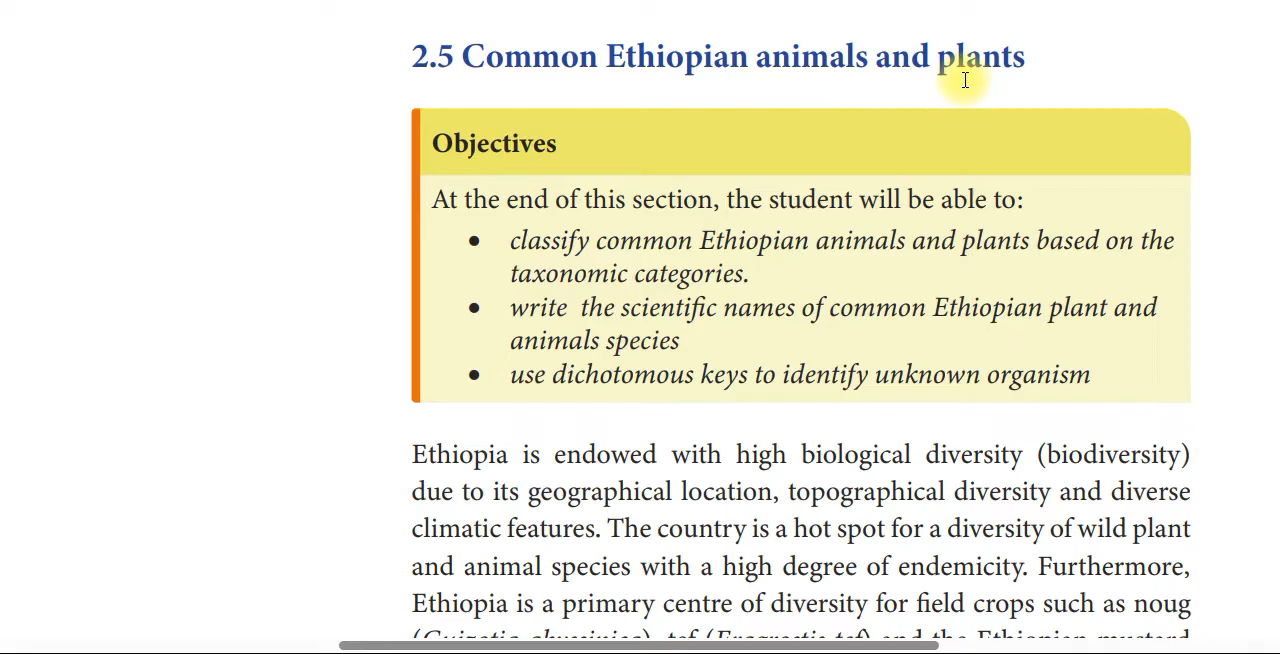 2.5 Common Ethiopian animals and plants
Objectives
At the end of this section, the student will be able to:
• classify common Ethiopian animals and plants based on the
taxonomic categories.
• write the scientific names of common Ethiopian plant and
animals species
• use dichotomous keys to identify unknown organism
Ethiopia is endowed with high biological diversity (biodiversity)
due to its geographical location, topographical diversity and diverse
climatic features. The country is a hot spot for a diversity of wild plant
and animal species with a high degree of endemicity. Furthermore,
Ethiopia is a primary centre of diversity for field crops such as noug
and the Ethiopian mustard